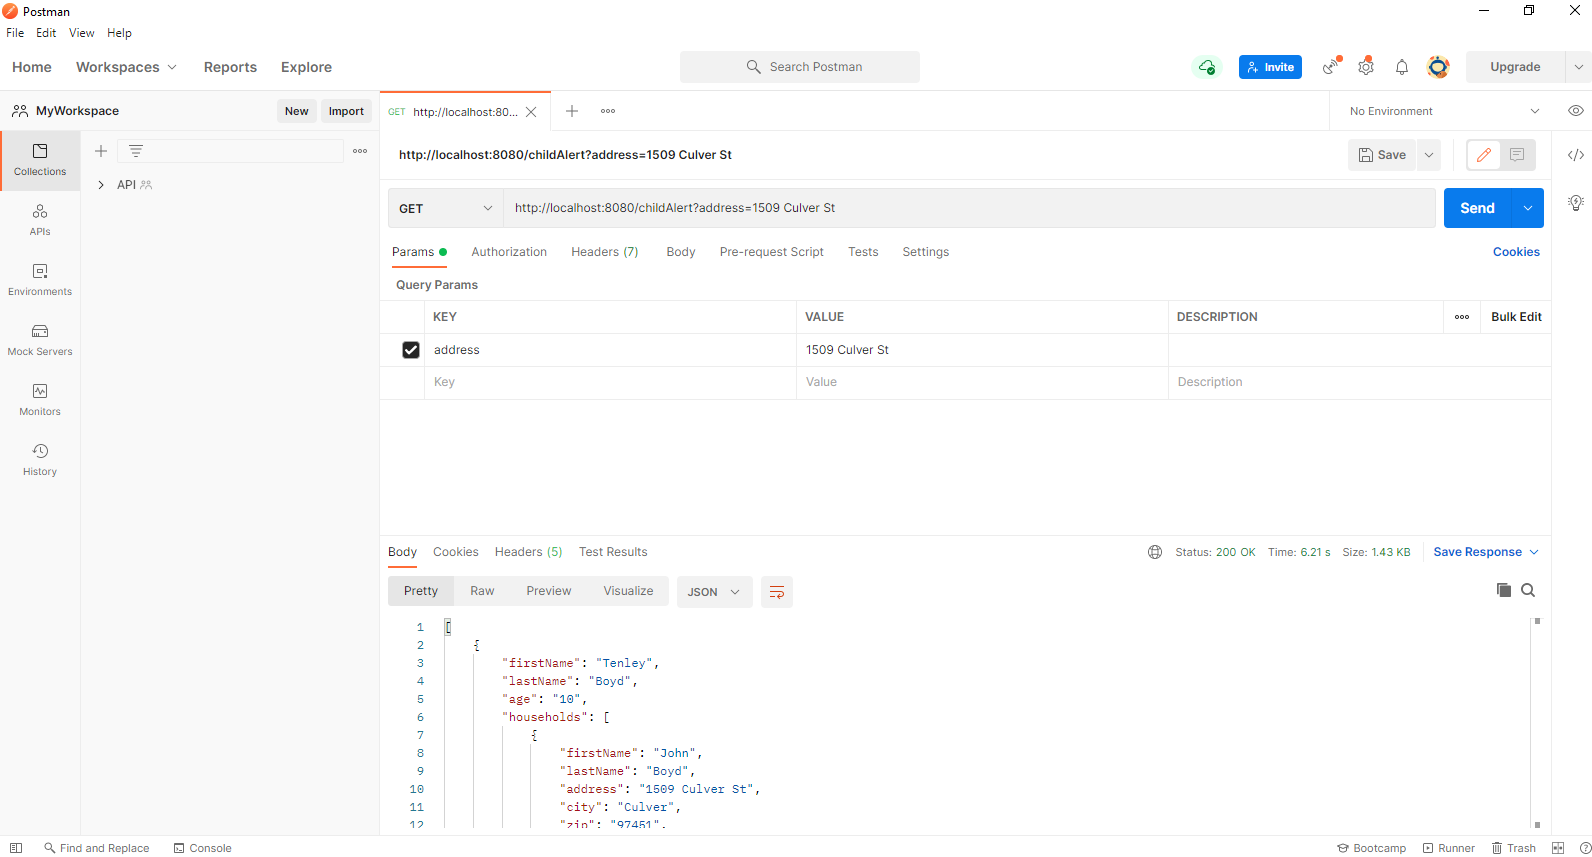 Postman
File Edit View Help
Home Workspaces Reports Explore
Search Postman
Invite
Upgrade
MyWorkspace
New Import
GET http://localhost:80...
No Environment
Collections
API
APIs
Environments
Mock Servers
Monitors
History
http://localhost:8080/childAlert?address=1509 Culver St
Save
GET http://localhost:8080/childAlert?address=1509 Culver St
Send
Params Authorization Headers (7) Body Pre-request Script Tests Settings
Cookies
Query Params
KEY VALUE DESCRIPTION
Bulk Edit
address 1509 Culver St
Key Value Description
Body Cookies Headers (5) Test Results
Status: 200 OK Time: 6.21 s Size: 1.43 KB
Save Response
Pretty Raw Preview Visualize JSON
1 [
2 {
3 "firstName": "Tenley",
4 "lastName": "Boyd",
5 "age": "10",
6 "households": [
7 {
8 "firstName": "John",
9 "lastName": "Boyd",
10 "address": "1509 Culver St",
11 "city": "Culver",
12 "zip": "97451",
Find and Replace Console
Bootcamp Runner Trash